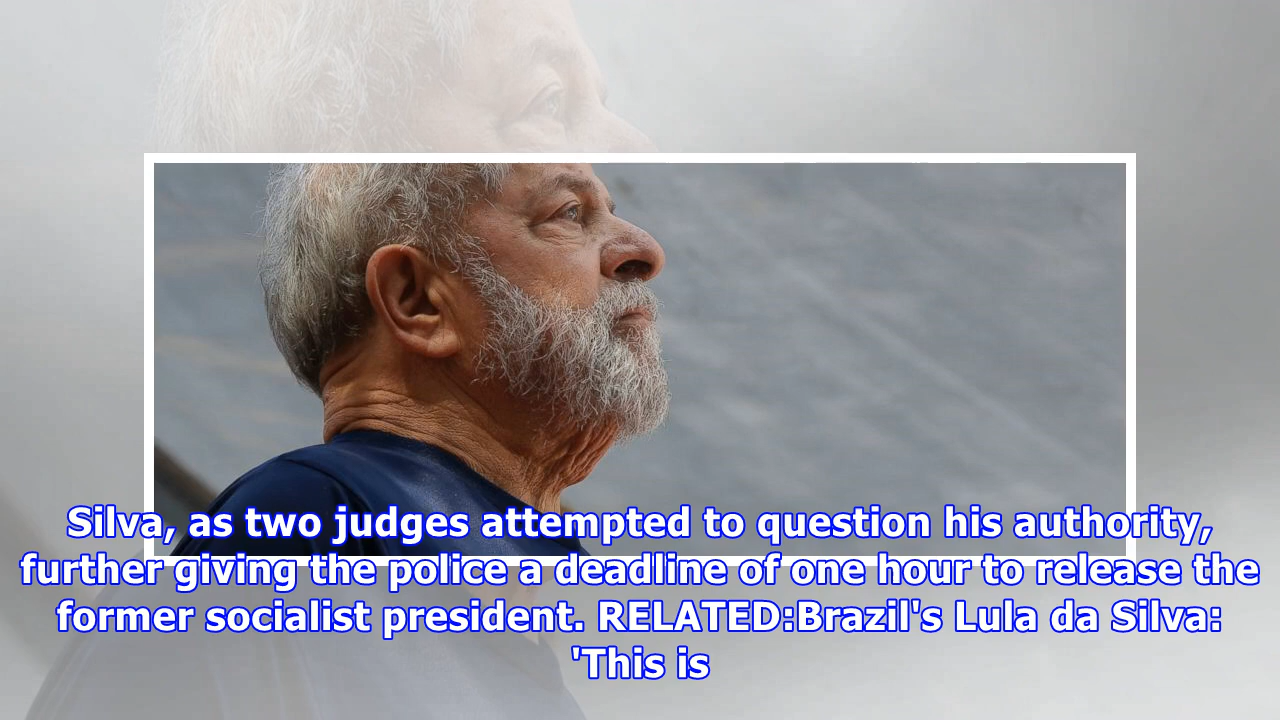 Silva, as two judges attempted to question his authority,
further giving the police a deadline of one hour to release the
former socialist president. RELATED:Brazil's Lula da Silva:
'This is